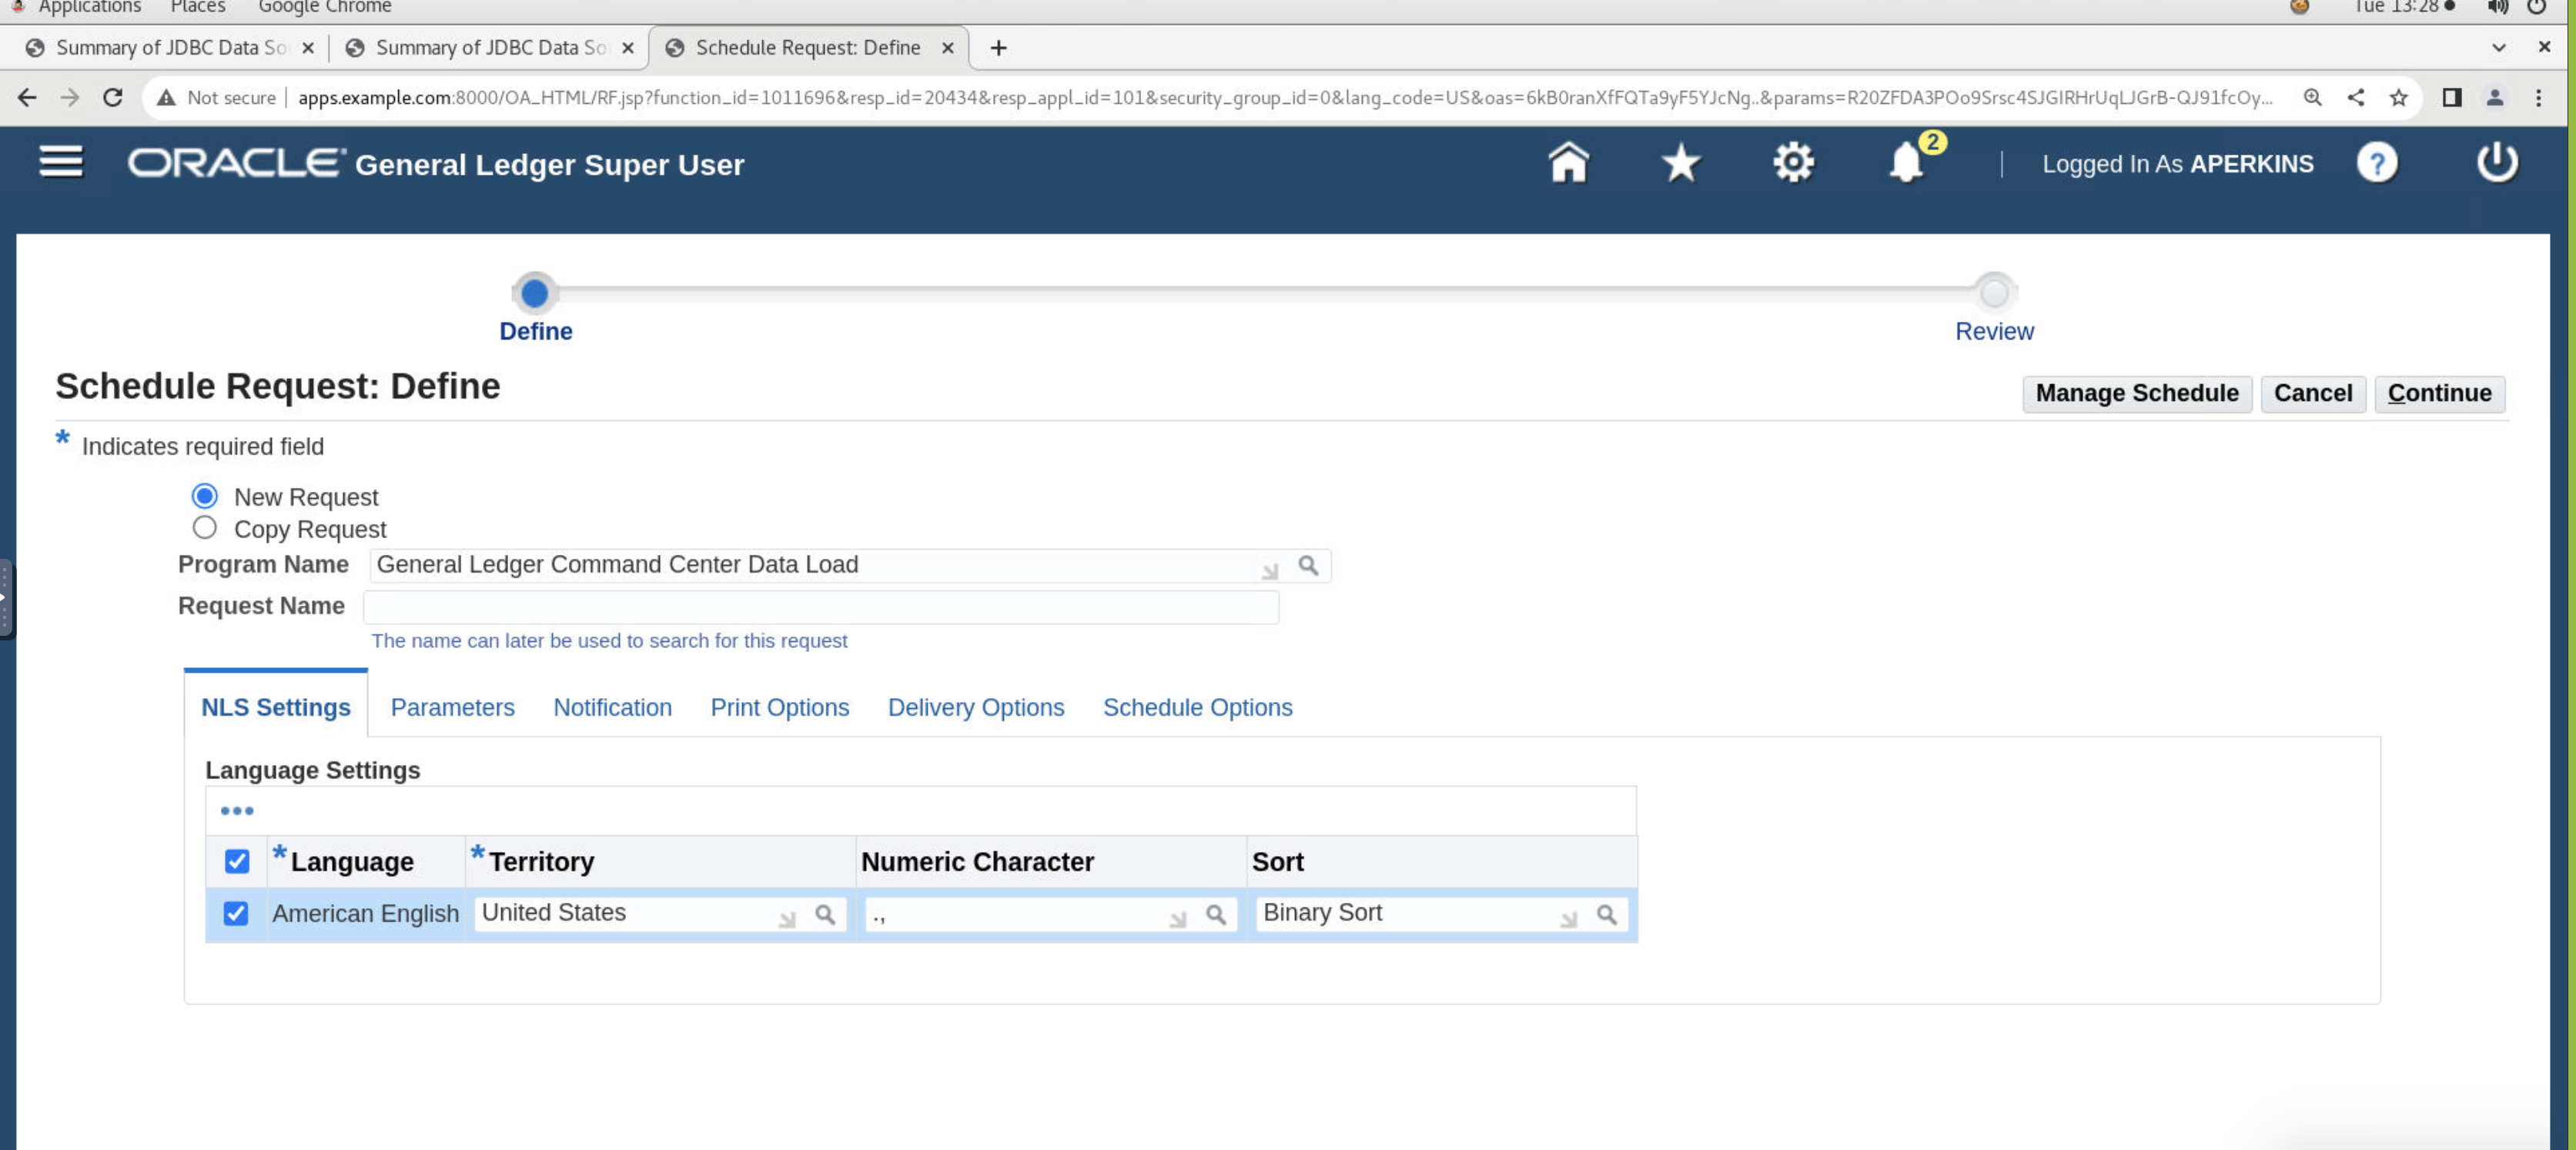 Applications Places Google Chrome Tue 13:28
Summary of JDBC Data So Summary of JDBC Data So Schedule Request: Define
Not secure apps.example.com:8000/OA_HTML/RF.jsp?function_id=1011696&resp_id=20434&resp_appl_id=101&security_group_id=0&lang_code=US&oas=6kB0ranXfFQTa9yF5YJcNg..&params=R20ZFDA3POo9Srsc4SJGIRHrUqLJGrB-QJ91fcOy...
ORACLE General Ledger Super User 2 Logged In As APERKINS ?
Define Review
Schedule Request: Define Manage Schedule Cancel Continue
* Indicates required field
New Request
Copy Request
Program Name General Ledger Command Center Data Load
Request Name
The name can later be used to search for this request
NLS Settings Parameters Notification Print Options Delivery Options Schedule Options
Language Settings
* Language * Territory Numeric Character Sort
American English United States ., Binary Sort